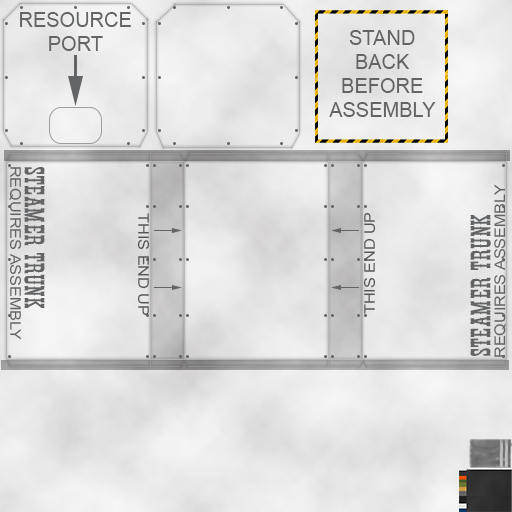 RESOURCE
PORT
STAND
BACK
BEFORE
ASSEMBLY
STEAMER TRUNK
REQUIRES ASSEMBLY
THIS END UP
THIS END UP
STEAMER TRUNK
REQUIRES ASSEMBLY